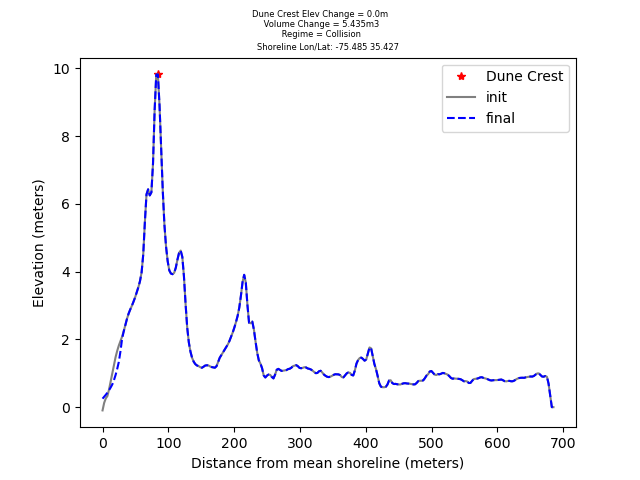 Dune Crest Elev Change = 0.0m
Volume Change = 5.435m3
Regime = Collision
Shoreline Lon/Lat: -75.485 35.427
Dune Crest
init
final
Elevation (meters)
10
8
6
4
2
0
0 100 200 300 400 500 600 700
Distance from mean shoreline (meters)